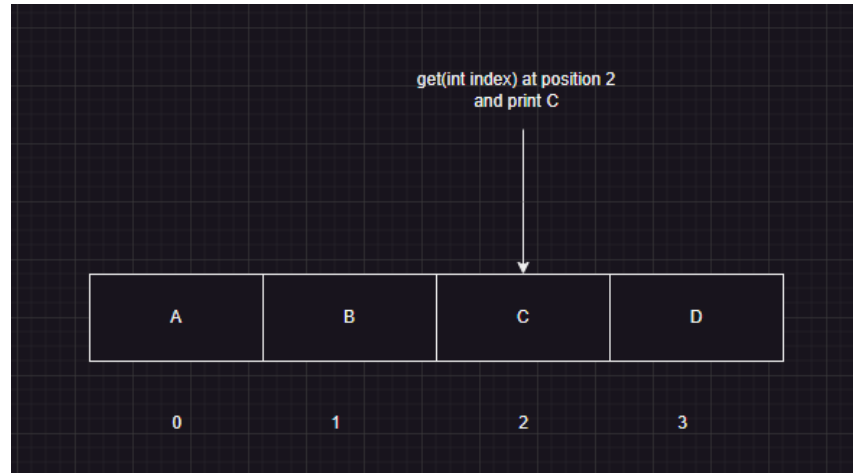 get(int index) at position 2
and print C
A B C D
0 1 2 3